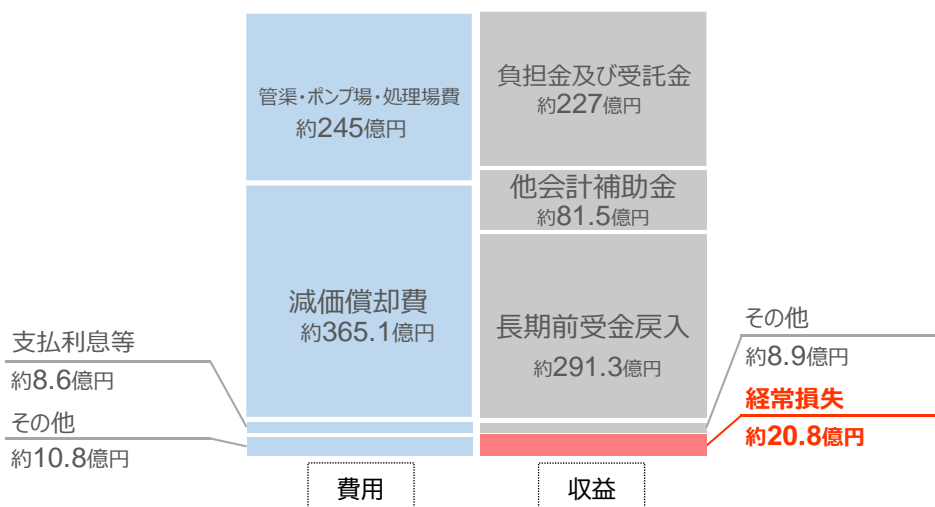 管渠・ポンプ場・処理場費
約245億円
減価償却費
約365.1億円
支払利息等
約8.6億円
その他
約10.8億円
費用
負担金及び受託金
約227億円
他会計補助金
約81.5億円
長期前受金戻入
約291.3億円
その他
約8.9億円
経常損失
約20.8億円
収益